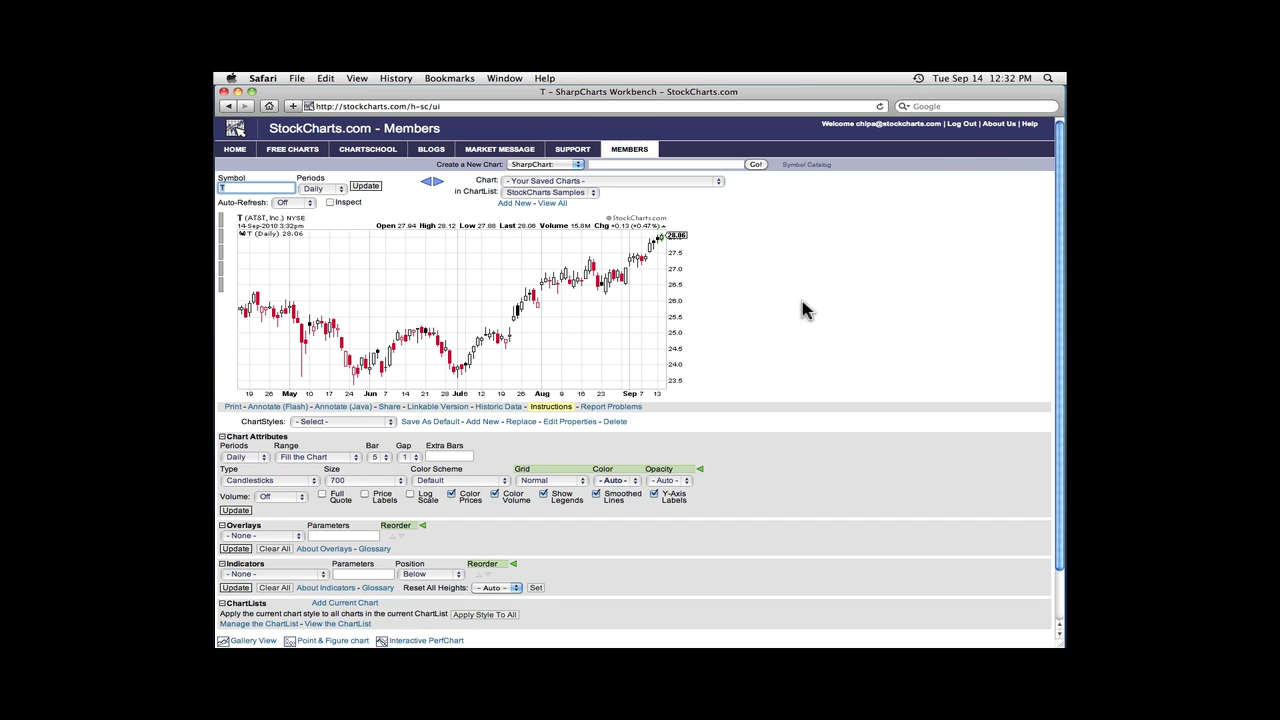 Safari File Edit View History Bookmarks Window Help Tue Sep 14 12:32 PM
T – SharpCharts Workbench – StockCharts.com
http://stockcharts.com/h-sc/ui Google
StockCharts.com - Members
Welcome chipa@stockcharts.com | Log Out | About Us | Help
HOME FREE CHARTS CHARTSCHOOL BLOGS MARKET MESSAGE SUPPORT MEMBERS
Create a New Chart: SharpChart: Go! Symbol Catalog
Symbol Periods
T Daily Update
Chart: - Your Saved Charts -
in ChartList: StockCharts Samples
Auto-Refresh: Off Inspect
Add New - View All
T (AT&T, Inc.) NYSE © StockCharts.com
14-Sep-2010 3:32pm Open 27.94 High 28.12 Low 27.88 Last 28.06 Volume 15.8M Chg +0.13 (+0.47%)
T (Daily) 28.06
28.06
27.5
27.0
26.5
26.0
25.5
25.0
24.5
24.0
23.5
19 26 May 10 17 24 Jun 7 14 21 28 Jul 6 12 19 26 Aug 9 16 23 Sep 7 13
Print - Annotate (Flash) - Annotate (Java) - Share - Linkable Version - Historic Data - Instructions - Report Problems
ChartStyles: - Select - Save As Default - Add New - Replace - Edit Properties - Delete
Chart Attributes
Periods Range Bar Gap Extra Bars
Daily Fill the Chart 5 1
Type Size Color Scheme Grid Color Opacity
Candlesticks 700 Default Normal - Auto - - Auto -
Volume: Off Full Quote Price Labels Log Scale Color Prices Color Volume Show Legends Smoothed Lines Y-Axis Labels
Update
Overlays Parameters Reorder
- None -
Update Clear All About Overlays - Glossary
Indicators Parameters Position Reorder
- None - Below
Update Clear All About Indicators - Glossary Reset All Heights: - Auto - Set
ChartLists Add Current Chart
Apply the current chart style to all charts in the current ChartList Apply Style To All
Manage the ChartList - View the ChartList
Gallery View Point & Figure chart Interactive PerfChart